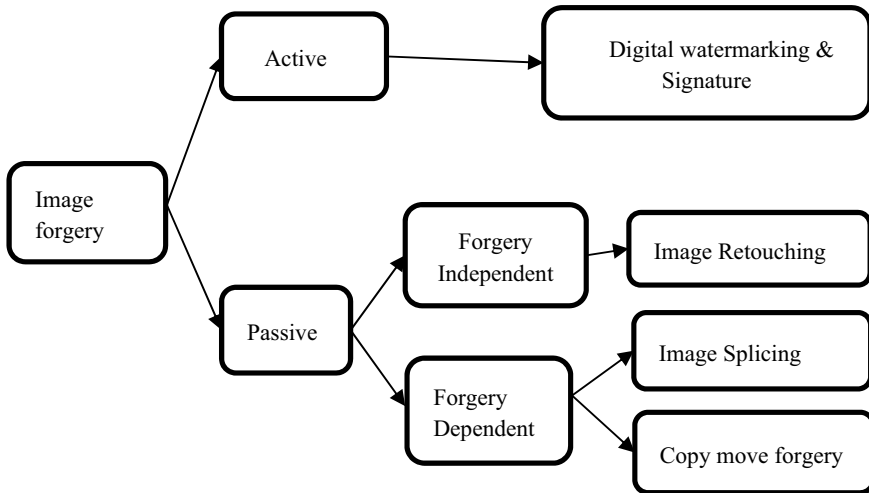 Active
Digital watermarking &
Signature
Image
forgery
Forgery
Independent
Image Retouching
Passive
Image Splicing
Forgery
Dependent
Copy move forgery